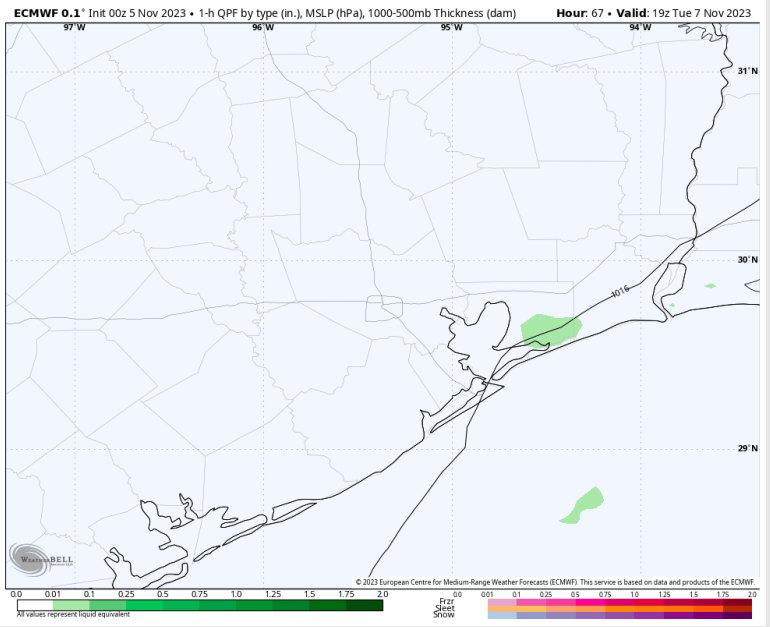 ECMWF 0.1° Init 00z 5 Nov 2023 • 1-h QPF by type (in.), MSLP (hPa), 1000-500mb Thickness (dam) Hour: 67 • Valid: 19z Tue 7 Nov 2023
97°W 96°W 95°W 94°W
31°N
30°N
1016
29°N
WEATHERBELL
© 2023 European Centre for Medium-Range Weather Forecasts (ECMWF). This service is based on data and products of the ECMWF.
0.0 0.01 0.1 0.25 0.5 0.75 1.0 1.25 1.5 1.75 2.0
0.0 0.01 0.1 0.25 0.5 0.75 1.0 1.25 1.5 1.75 2.0
Frzr
Sleet
Snow
All values represent liquid equivalent